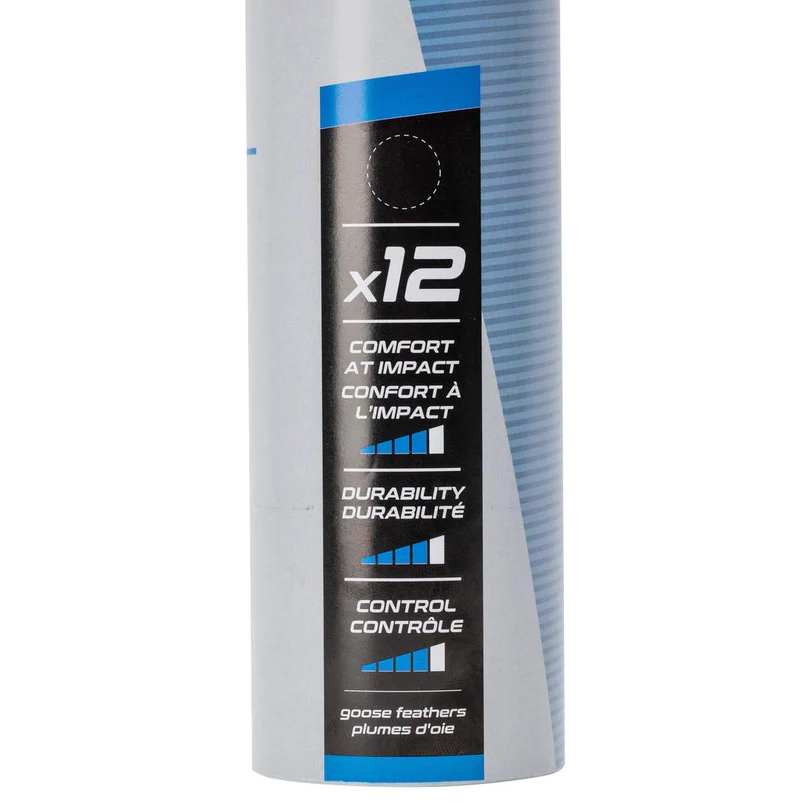 x12
COMFORT
AT IMPACT
CONFORT À
L'IMPACT
DURABILITY
DURABILITÉ
CONTROL
CONTRÔLE
goose feathers
plumes d'oie